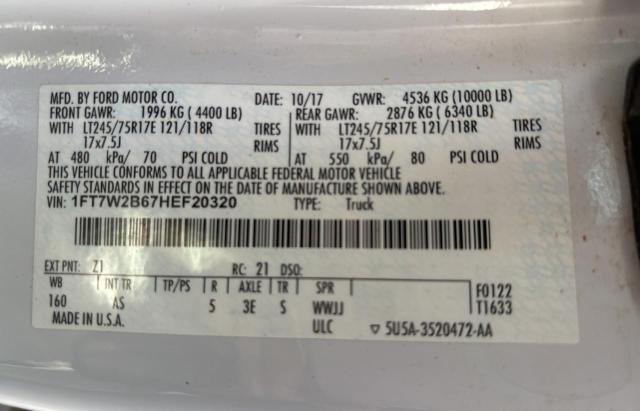 MFD. BY FORD MOTOR CO. DATE: 10/17 GVWR: 4536 KG (10000 LB)
FRONT GAWR: 1996 KG ( 4400 LB) REAR GAWR: 2876 KG ( 6340 LB)
WITH LT245/75R17E 121/118R TIRES WITH LT245/75R17E 121/118R TIRES
17x7.5J RIMS 17x7.5J RIMS
AT 480 kPa/ 70 PSI COLD AT 550 kPa/ 80 PSI COLD
THIS VEHICLE CONFORMS TO ALL APPLICABLE FEDERAL MOTOR VEHICLE
SAFETY STANDARDS IN EFFECT ON THE DATE OF MANUFACTURE SHOWN ABOVE.
VIN: 1FT7W2B67HEF20320 TYPE: Truck
EXT PNT: Z1 RC: 21 DSO:
WB INT TR TP/PS R AXLE TR SPR F0122
160 AS 5 3E S WWJJ T1633
MADE IN U.S.A. ULC ▽ 5U5A-3520472-AA